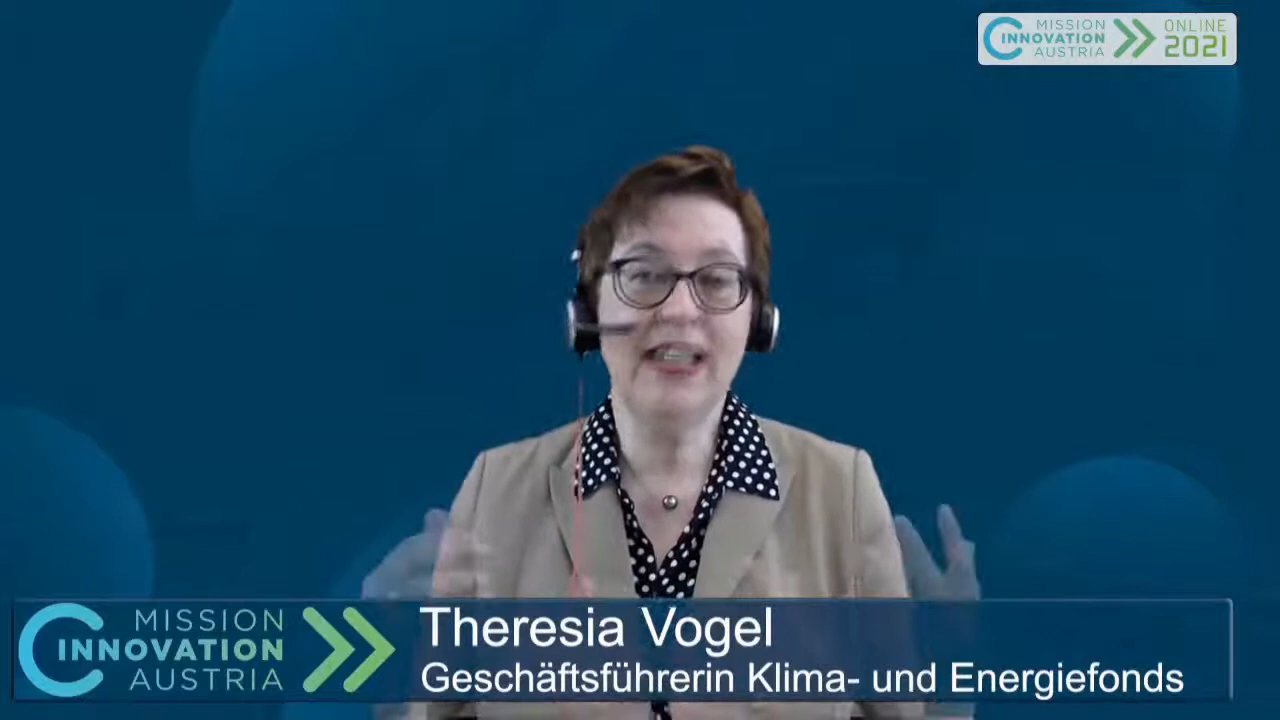 MISSION
INNOVATION
AUSTRIA
ONLINE
2021
MISSION
INNOVATION
AUSTRIA
Theresia Vogel
Geschäftsführerin Klima- und Energiefonds